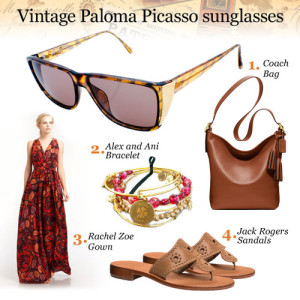 Vintage Paloma Picasso sunglasses
1. Coach
Bag
2. Alex and Ani
Bracelet
3. Rachel Zoe
Gown
4. Jack Rogers
Sandals